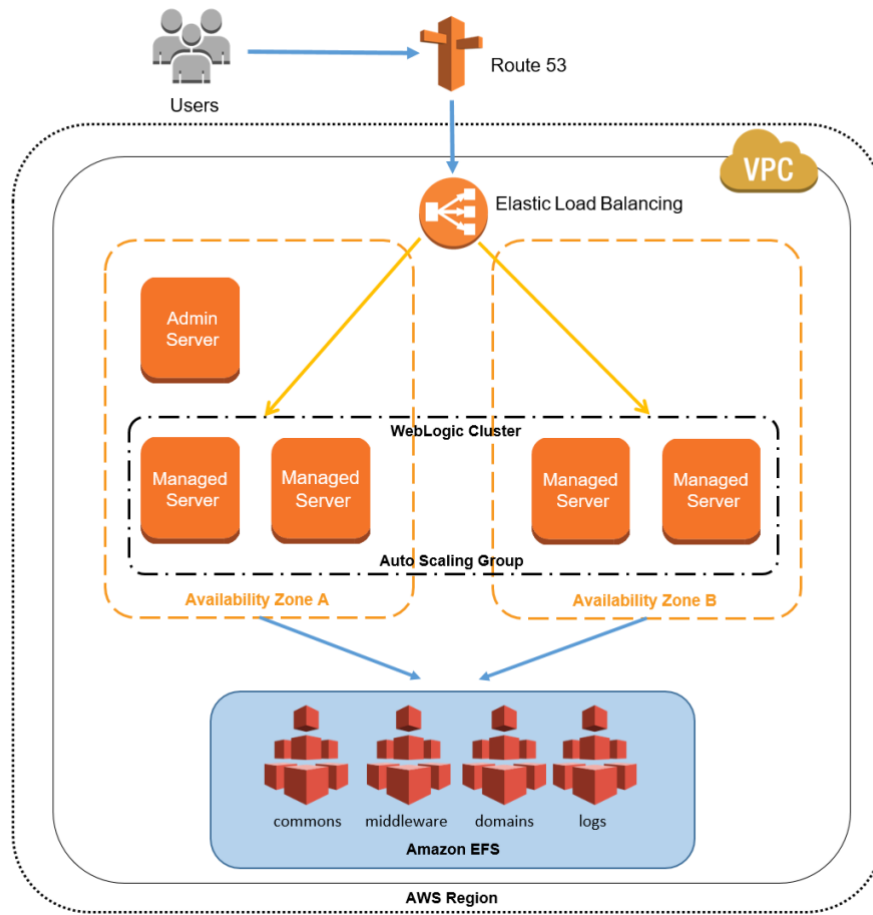 Users
Route 53
VPC
Elastic Load Balancing
Admin
Server
WebLogic Cluster
Managed
Server
Managed
Server
Managed
Server
Managed
Server
Auto Scaling Group
Availability Zone A
Availability Zone B
commons
middleware
domains
logs
Amazon EFS
AWS Region